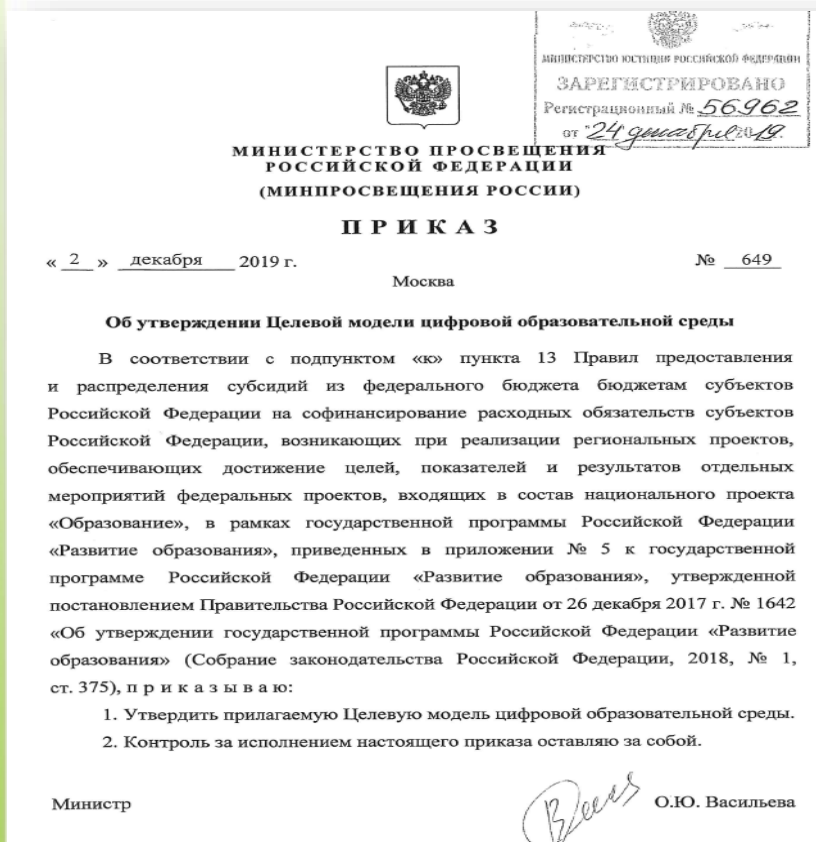 МИНИСТЕРСТВО ЮСТИЦИИ РОССИЙСКОЙ ФЕДЕРАЦИИ
ЗАРЕГИСТРИРОВАНО
Регистрационный № 56962
от "24" декабря 2019.
МИНИСТЕРСТВО ПРОСВЕЩЕНИЯ
РОССИЙСКОЙ ФЕДЕРАЦИИ
(МИНПРОСВЕЩЕНИЯ РОССИИ)
П Р И К А З
« 2 » декабря 2019 г.
№ 649
Москва
Об утверждении Целевой модели цифровой образовательной среды
В соответствии с подпунктом «к» пункта 13 Правил предоставления
и распределения субсидий из федерального бюджета бюджетам субъектов
Российской Федерации на софинансирование расходных обязательств субъектов
Российской Федерации, возникающих при реализации региональных проектов,
обеспечивающих достижение целей, показателей и результатов отдельных
мероприятий федеральных проектов, входящих в состав национального проекта
«Образование», в рамках государственной программы Российской Федерации
«Развитие образования», приведенных в приложении № 5 к государственной
программе Российской Федерации «Развитие образования», утвержденной
постановлением Правительства Российской Федерации от 26 декабря 2017 г. № 1642
«Об утверждении государственной программы Российской Федерации «Развитие
образования» (Собрание законодательства Российской Федерации, 2018, № 1,
ст. 375), п р и к а з ы в а ю:
1. Утвердить прилагаемую Целевую модель цифровой образовательной среды.
2. Контроль за исполнением настоящего приказа оставляю за собой.
Министр
О.Ю. Васильева